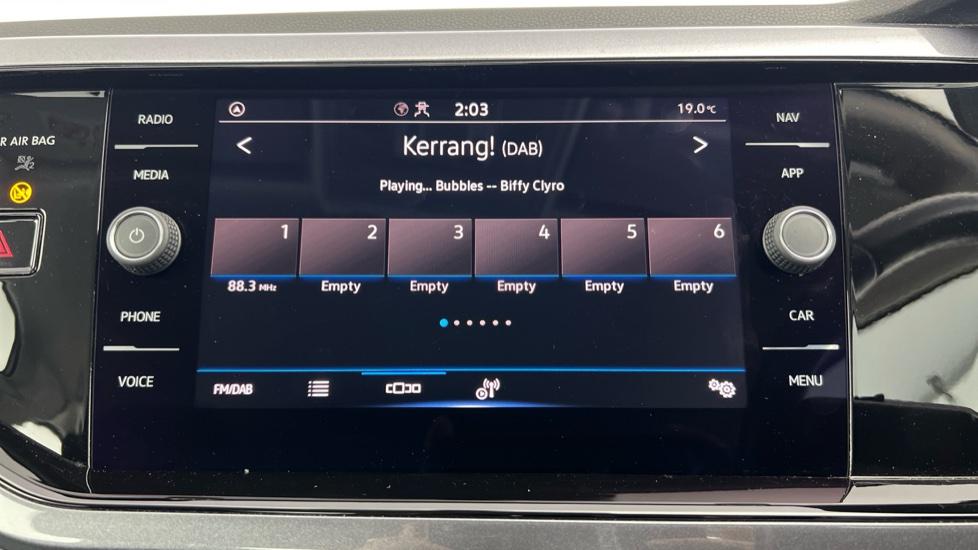 R AIR BAG
RADIO
MEDIA
PHONE
VOICE
2:03
19.0°C
Kerrang! (DAB)
Playing... Bubbles -- Biffy Clyro
1 2 3 4 5 6
88.3 MHz Empty Empty Empty Empty Empty
FM/DAB
NAV
APP
CAR
MENU